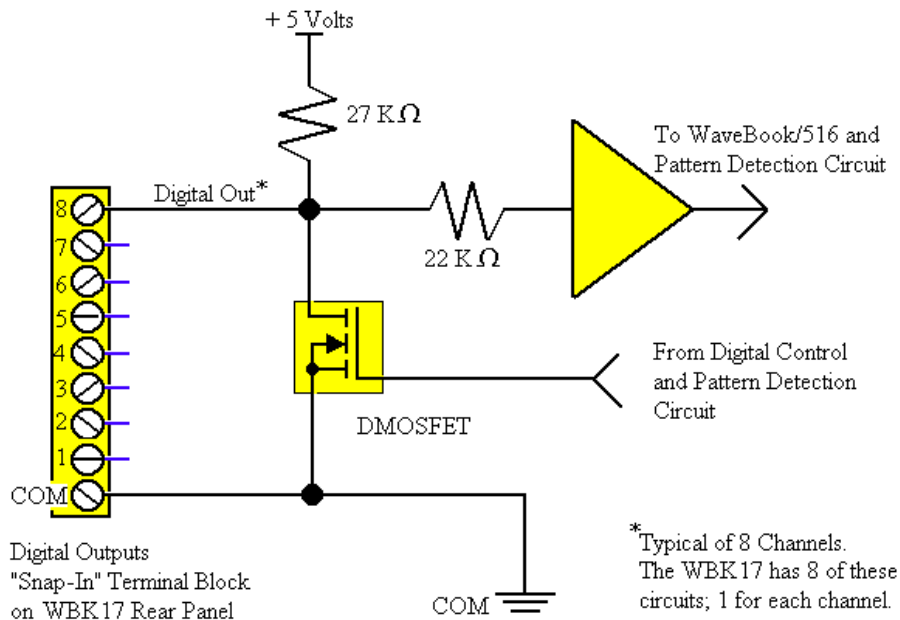 + 5 Volts
27 K Ω
To WaveBook/516 and
Pattern Detection Circuit
Digital Out*
8
7
6
5
4
3
2
1
COM
22 K Ω
From Digital Control
and Pattern Detection
Circuit
DMOSFET
Digital Outputs
"Snap-In" Terminal Block
on WBK17 Rear Panel
COM
*Typical of 8 Channels.
The WBK17 has 8 of these
circuits; 1 for each channel.